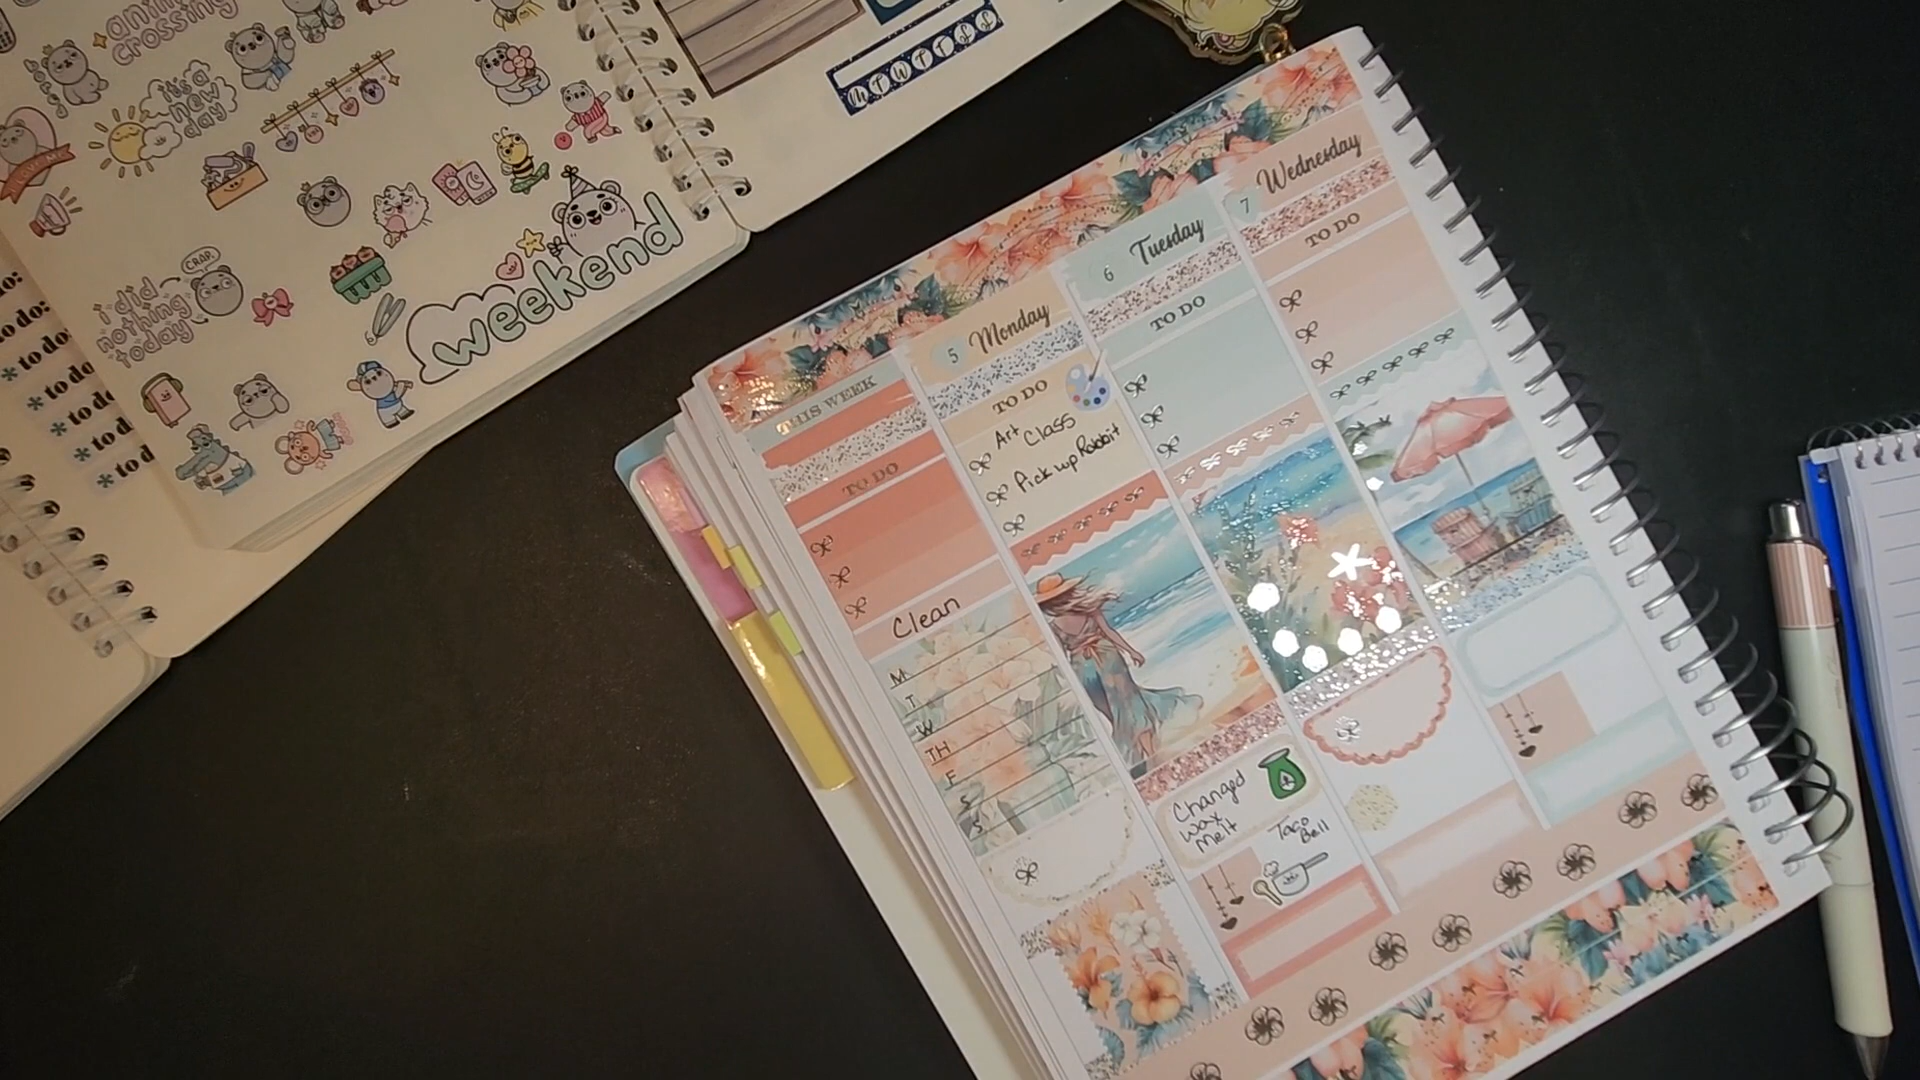 animal
crossing
it's
a
new
day
CRAP.
i did
nothing
today
weekend
to do:
to do:
* to do
* to do
* to do
* to d
M T W T F S S
THIS WEEK
TO DO
Clean
M
T
W
TH
F
S
S
5 Monday
TO DO
Art Class
Pick up Rabbit
Changed
wax
melt
Taco
Bell
6 Tuesday
TO DO
7 Wednesday
TO DO